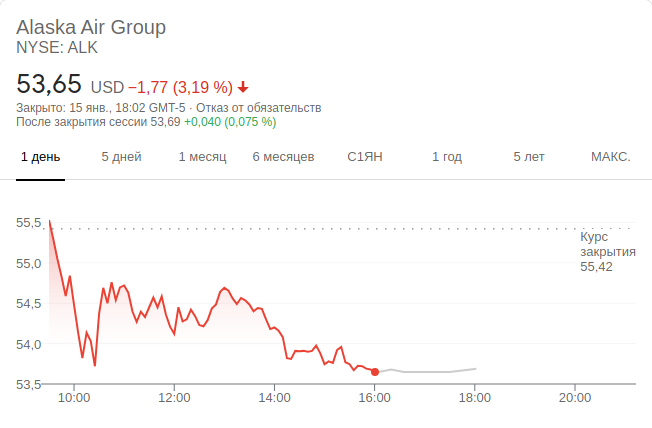 Alaska Air Group
NYSE: ALK
53,65 USD −1,77 (3,19 %)
Закрыто: 15 янв., 18:02 GMT-5 · Отказ от обязательств
После закрытия сессии 53,69 +0,040 (0,075 %)
1 день 5 дней 1 месяц 6 месяцев С1ЯН 1 год 5 лет МАКС.
55,5
Курс
закрытия
55,42
55,0
54,5
54,0
53,5
10:00 12:00 14:00 16:00 18:00 20:00